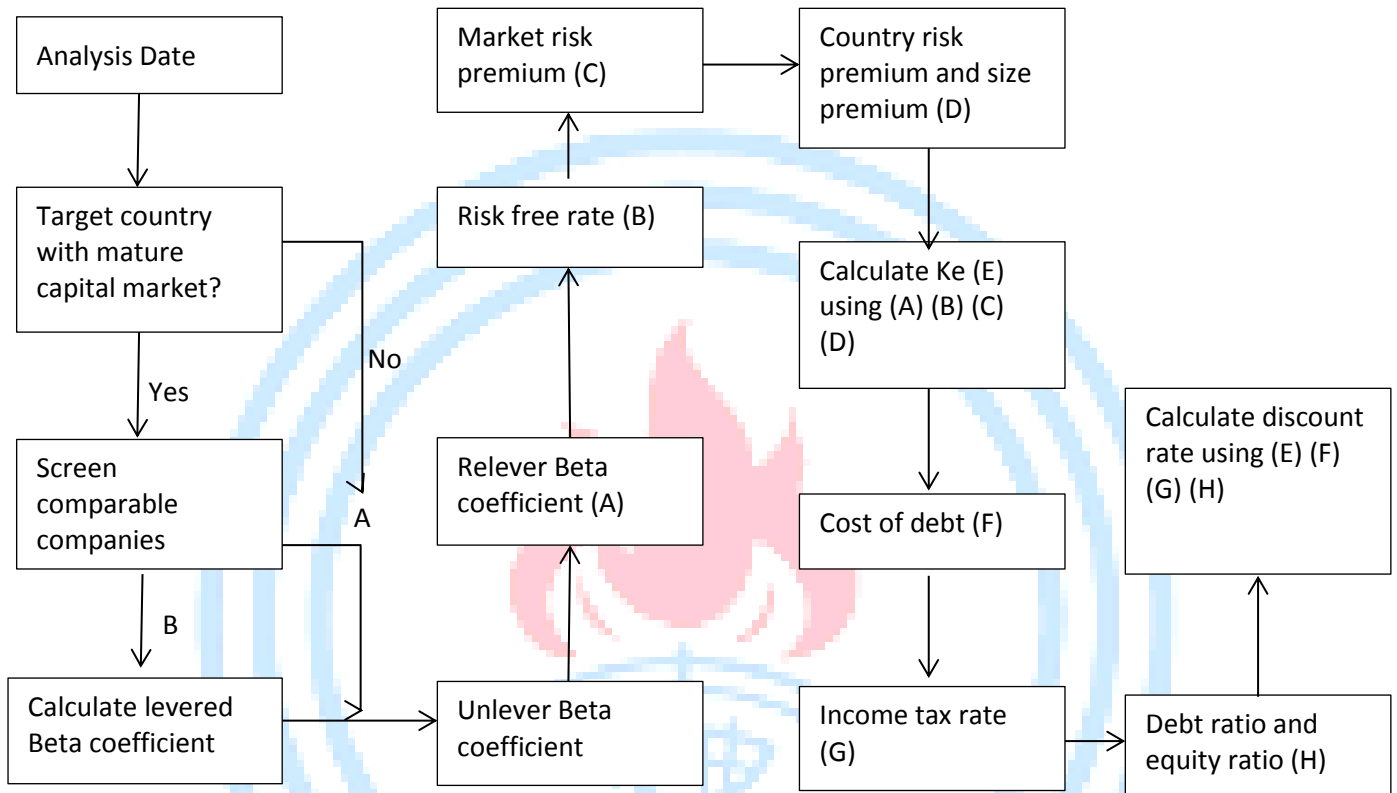 Analysis Date
Target country
with mature
capital market?
No
Yes
Screen
comparable
companies
A
B
Calculate levered
Beta coefficient
Unlever Beta
coefficient
Relever Beta
coefficient (A)
Risk free rate (B)
Market risk
premium (C)
Country risk
premium and size
premium (D)
Calculate Ke (E)
using (A) (B) (C)
(D)
Cost of debt (F)
Income tax rate
(G)
Debt ratio and
equity ratio (H)
Calculate discount
rate using (E) (F)
(G) (H)